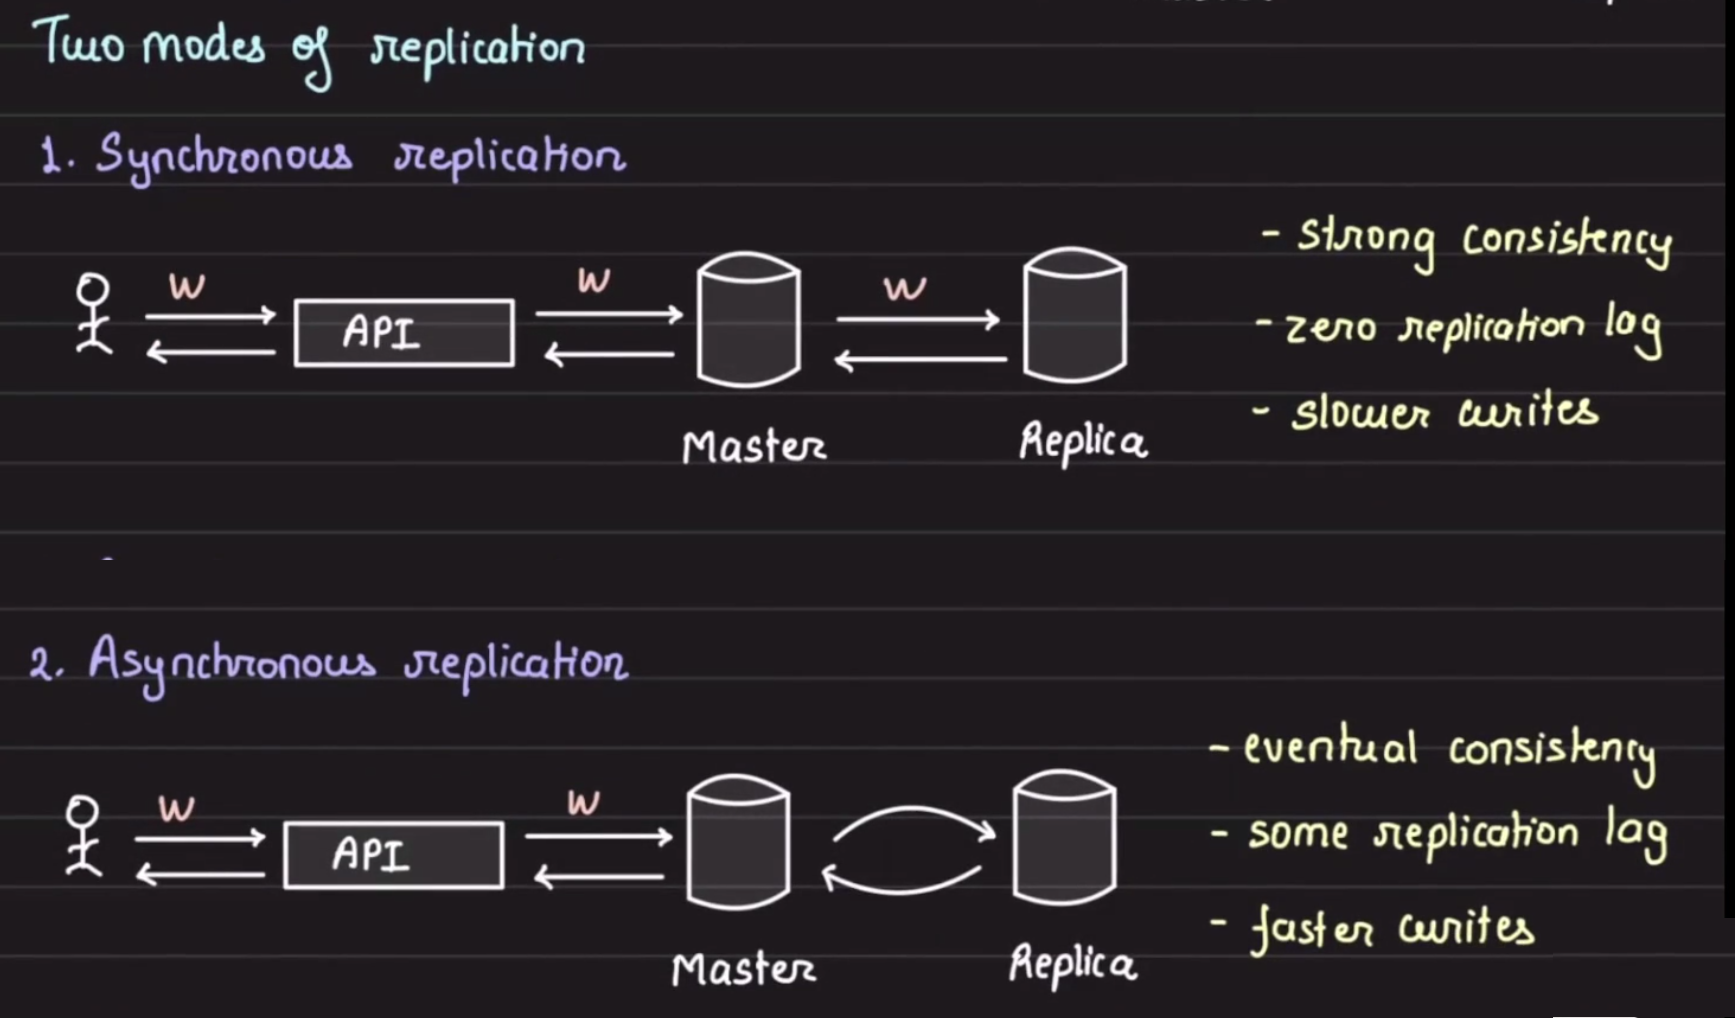 Two modes of replication
1. Synchronous replication
- strong consistency
W
W
W
API
- zero replication lag
- slower writes
Master
Replica
2. Asynchronous replication
- eventual consistency
W
W
API
- some replication lag
- faster writes
Master
Replica